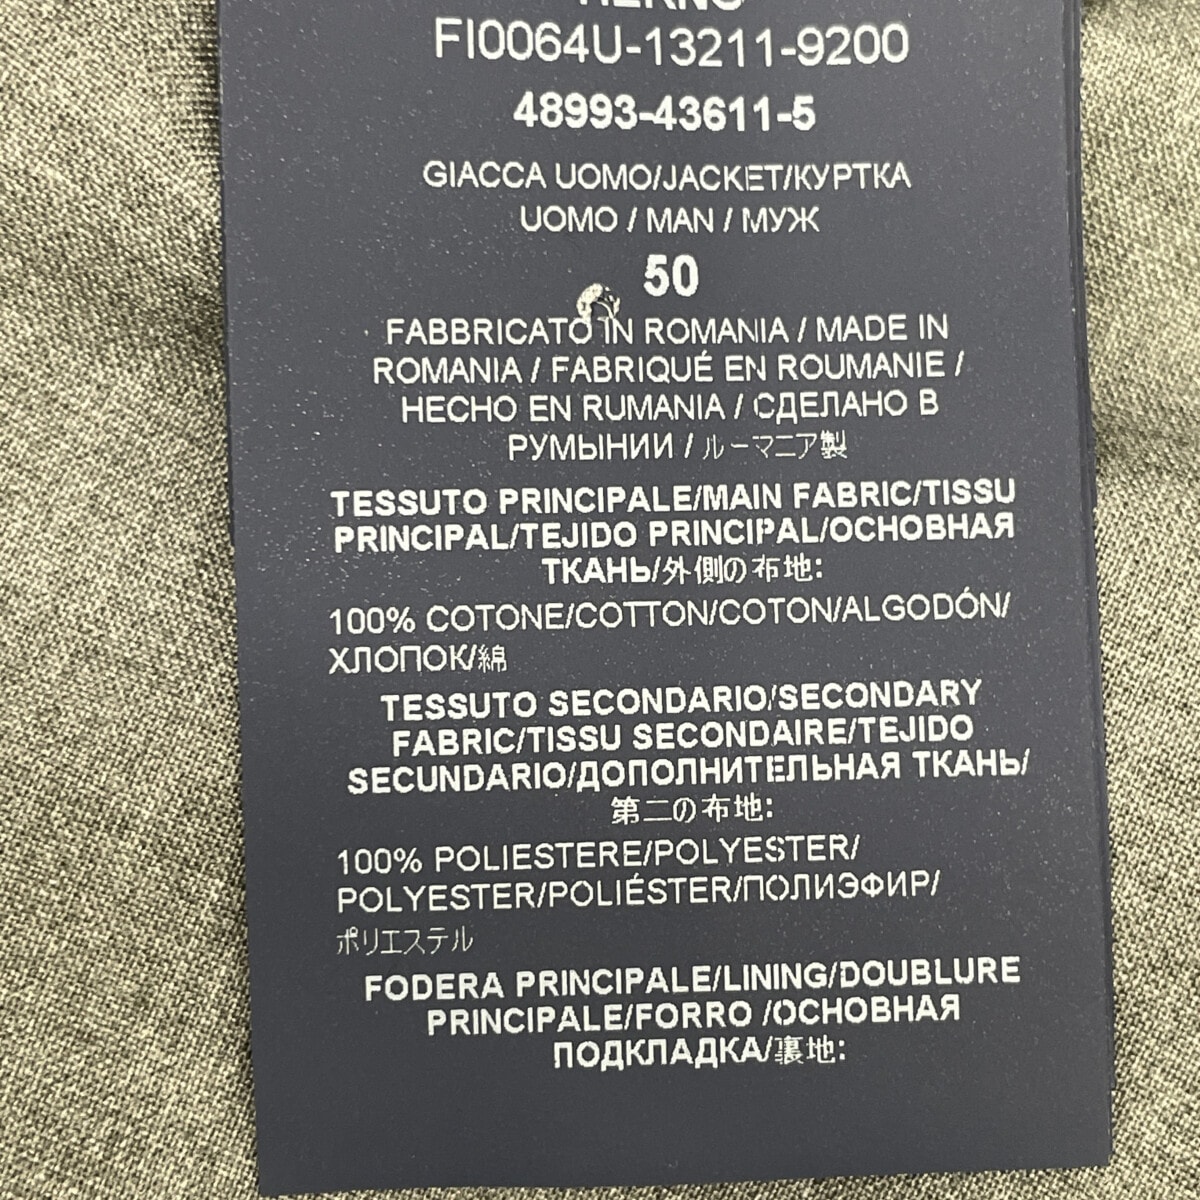 HERNO
FI0064U-13211-9200
48993-43611-5
GIACCA UOMO/JACKET/КУРТКА
UOMO / MAN / МУЖ
50
FABBRICATO IN ROMANIA / MADE IN
ROMANIA / FABRIQUÉ EN ROUMANIE /
HECHO EN RUMANIA / СДЕЛАНО В
РУМЫНИИ / ルーマニア製
TESSUTO PRINCIPALE/MAIN FABRIC/TISSU
PRINCIPAL/TEJIDO PRINCIPAL/ОСНОВНАЯ
ТКАНЬ/外側の布地:
100% COTONE/COTTON/COTON/ALGODÓN/
ХЛОПОК/綿
TESSUTO SECONDARIO/SECONDARY
FABRIC/TISSU SECONDAIRE/TEJIDO
SECUNDARIO/ДОПОЛНИТЕЛЬНАЯ ТКАНЬ/
第二の布地:
100% POLIESTERE/POLYESTER/
POLYESTER/POLIÉSTER/ПОЛИЭФИР/
ポリエステル
FODERA PRINCIPALE/LINING/DOUBLURE
PRINCIPALE/FORRO /ОСНОВНАЯ
ПОДКЛАДКА/裏地: